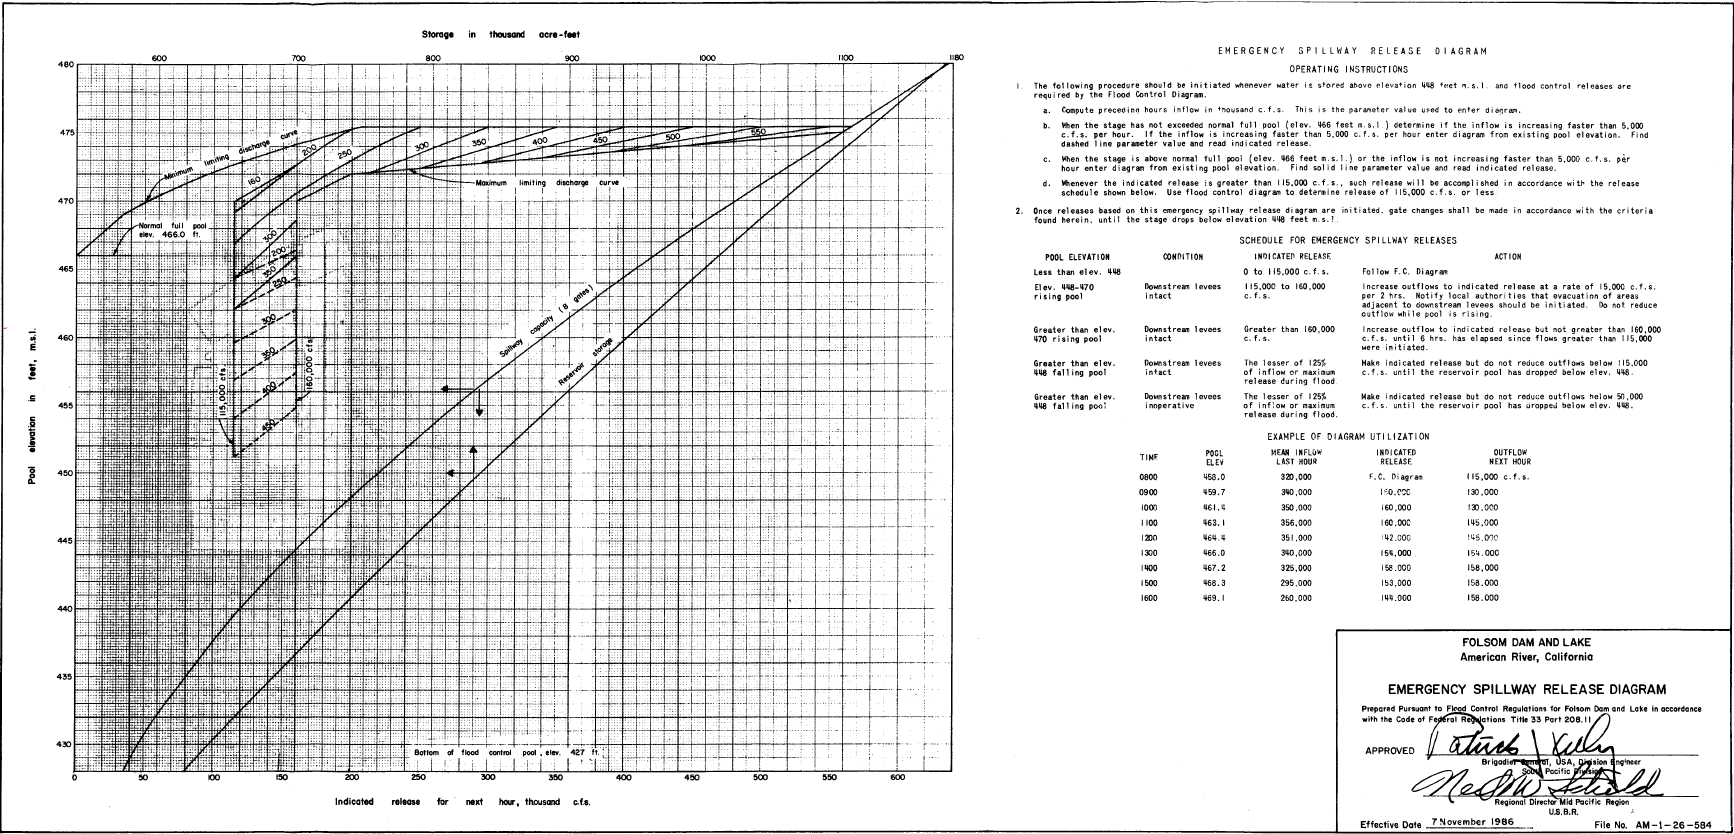 Storage in thousand acre-feet
600 700 800 900 1000 1100 1180
480
475
470
465
460
455
450
445
440
435
430
Pool elevation in feet, m.s.l.
Minimum limiting discharge curve
Maximum limiting discharge curve
Normal full pool
elev. 466.0 ft.
160 200 250 300 350 400 450 500 550
300
200
350
250
300
350
400
450
115,000 cfs.
160,000 cfs.
Spillway capacity (8 gates)
Reservoir storage
Bottom of flood control pool, elev. 427 ft.
0 50 100 150 200 250 300 350 400 450 500 550 600
Indicated release for next hour, thousand c.f.s.
EMERGENCY SPILLWAY RELEASE DIAGRAM
OPERATING INSTRUCTIONS
1. The following procedure should be initiated whenever water is stored above elevation 448 feet m.s.l. and flood control releases are
required by the Flood Control Diagram.
a. Compute preceding hours inflow in thousand c.f.s. This is the parameter value used to enter diagram.
b. When the stage has not exceeded normal full pool (elev. 466 feet m.s.l.) determine if the inflow is increasing faster than 5,000
c.f.s. per hour. If the inflow is increasing faster than 5,000 c.f.s. per hour enter diagram from existing pool elevation. Find
dashed line parameter value and read indicated release.
c. When the stage is above normal full pool (elev. 466 feet m.s.l.) or the inflow is not increasing faster than 5,000 c.f.s. per
hour enter diagram from existing pool elevation. Find solid line parameter value and read indicated release.
d. Whenever the indicated release is greater than 115,000 c.f.s., such release will be accomplished in accordance with the release
schedule shown below. Use flood control diagram to determine release of 115,000 c.f.s. or less
2. Once releases based on this emergency spillway release diagram are initiated, gate changes shall be made in accordance with the criteria
found herein, until the stage drops below elevation 448 feet m.s.l.
SCHEDULE FOR EMERGENCY SPILLWAY RELEASES
POOL ELEVATION CONDITION INDICATED RELEASE ACTION
Less than elev. 448 0 to 115,000 c.f.s. Follow F.C. Diagram
Elev. 448-470 Downstream levees 115,000 to 160,000 Increase outflows to indicated release at a rate of 15,000 c.f.s.
rising pool intact c.f.s. per 2 hrs. Notify local authorities that evacuation of areas
adjacent to downstream levees should be initiated. Do not reduce
outflow while pool is rising.
Greater than elev. Downstream levees Greater than 160,000 Increase outflow to indicated release but not greater than 160,000
470 rising pool intact c.f.s. c.f.s. until 6 hrs. has elapsed since flows greater than 115,000
were initiated.
Greater than elev. Downstream levees The lesser of 125% Make indicated release but do not reduce outflows below 115,000
448 falling pool intact of inflow or maximum c.f.s. until the reservoir pool has dropped below elev. 448.
release during flood
Greater than elev. Downstream levees The lesser of 125% Make indicated release but do not reduce outflows below 50,000
448 falling pool inoperative of inflow or maximum c.f.s. until the reservoir pool has dropped below elev. 448.
release during flood.
EXAMPLE OF DIAGRAM UTILIZATION
TIME POOL ELEV MEAN INFLOW LAST HOUR INDICATED RELEASE OUTFLOW NEXT HOUR
0800 458.0 320,000 F.C. Diagram 115,000 c.f.s.
0900 459.7 340,000 130,000
1000 461.4 350,000 160,000 130,000
1100 463.1 356,000 160,000 145,000
1200 464.4 351,000 142,000 145,000
1300 466.0 340,000 154,000 154,000
1400 467.2 325,000 158,000 158,000
1500 468.3 295,000 153,000 158,000
1600 469.1 260,000 144,000 158,000
FOLSOM DAM AND LAKE
American River, California
EMERGENCY SPILLWAY RELEASE DIAGRAM
Prepared Pursuant to Flood Control Regulations for Folsom Dam and Lake in accordance
with the Code of Federal Regulations Title 33 Part 208.11
APPROVED
Brigadier General, USA, Division Engineer
South Pacific Division
Regional Director Mid Pacific Region
U.S.B.R.
Effective Date 7 November 1986 File No. AM-1-26-584